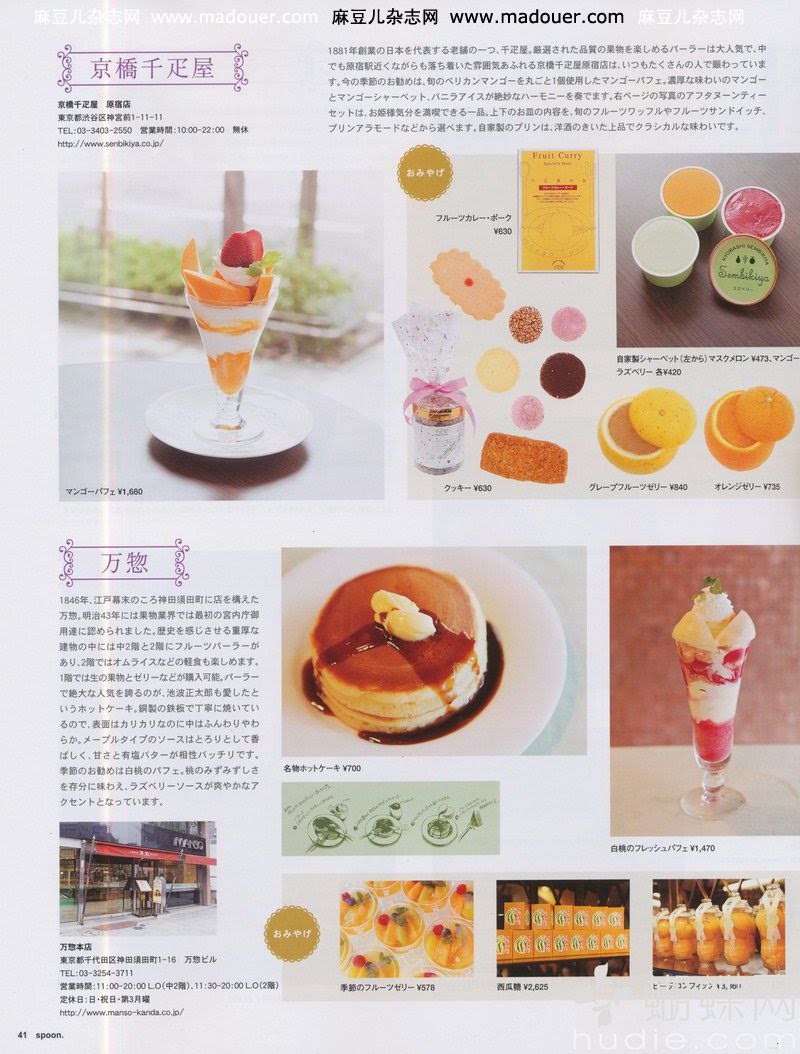 麻豆儿杂志网 www.madouer.com 麻豆儿杂志网 www.madouer.com 麻豆儿杂志网
京橋千疋屋
京橋千疋屋 原宿店
東京都渋谷区神宮前1-11-11
TEL:03-3403-2550 営業時間:10:00-22:00 無休
http://www.senbikiya.co.jp/
1881年創業の日本を代表する老舗の一つ、千疋屋。厳選された品質の果物を楽しめるパーラーは大人気で、中
でも原宿駅近くながらも落ち着いた雰囲気あふれる京橋千疋屋原宿店は、いつもたくさんの人で賑わっていま
す。今の季節のお勧めは、旬のペリカンマンゴーを丸ごと1個使用したマンゴーパフェ。濃厚な味わいのマンゴー
とマンゴーシャーベット、バニラアイスが絶妙なハーモニーを奏でます。右ページの写真のアフタヌーンティー
セットは、お姫様気分を満喫できる一品。上下のお皿の内容を、旬のフルーツワッフルやフルーツサンドイッチ、
プリンアラモードなどから選べます。自家製のプリンは、洋酒のきいた上品でクラシカルな味わいです。
マンゴーパフェ ¥1,680
おみやげ
フルーツカレー・ポーク
¥630
Fruit Curry
フルーツカレー・ポーク
KYOBASHI SENBIKIYA
Sembikiya
ラズベリー
自家製シャーベット(左から)マスクメロン ¥473、マンゴー
ラズベリー 各¥420
クッキー ¥630
グレープフルーツゼリー ¥840
オレンジゼリー ¥735
万惣
1846年、江戸幕末のころ神田須田町に店を構えた
万惣。明治43年には果物業界では最初の宮内庁御
用達に認められました。歴史を感じさせる重厚な
建物の中には中2階と2階にフルーツパーラーが
あり、2階ではオムライスなどの軽食も楽しめます。
1階では生の果物とゼリーなどが購入可能。パーラー
で絶大な人気を誇るのが、池波正太郎も愛したと
いうホットケーキ。銅製の鉄板で丁寧に焼いてい
るので、表面はカリカリなのに中はふんわりやわ
らか。メープルタイプのソースはとろりとして香
ばしく、甘さと有塩バターが相性バッチリです。
季節のお勧めは白桃のパフェ。桃のみずみずしさ
を存分に味わえ、ラズベリーソースが爽やかなア
クセントとなっています。
名物ホットケーキ ¥700
白桃のフレッシュパフェ ¥1,470
万惣本店
東京都千代田区神田須田町1-16 万惣ビル
TEL:03-3254-3711
営業時間:11:00-20:00 L.O(中2階)、11:30-20:00 L.O(2階)
定休日:日・祝日・第3月曜
http://www.manso-kanda.co.jp/
おみやげ
季節のフルーツゼリー ¥578
西瓜糖 ¥2,625
蝴蝶网
hudie.com
41 spoon.